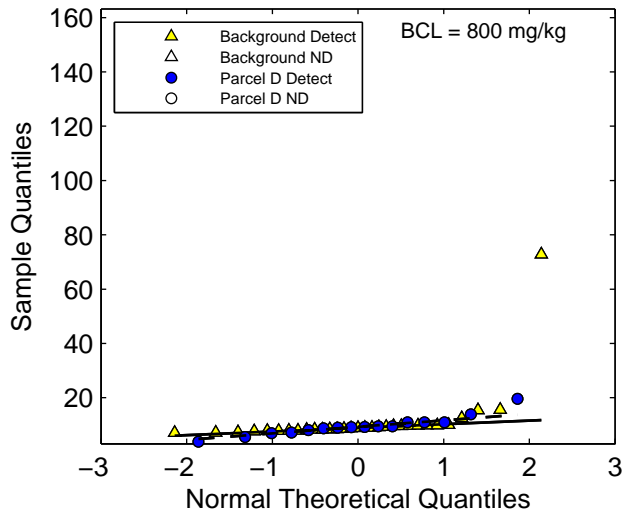 160
140
120
100
80
60
40
20
Sample Quantiles
Background Detect
Background ND
Parcel D Detect
Parcel D ND
BCL = 800 mg/kg
−3
−2
−1
0
1
2
3
Normal Theoretical Quantiles